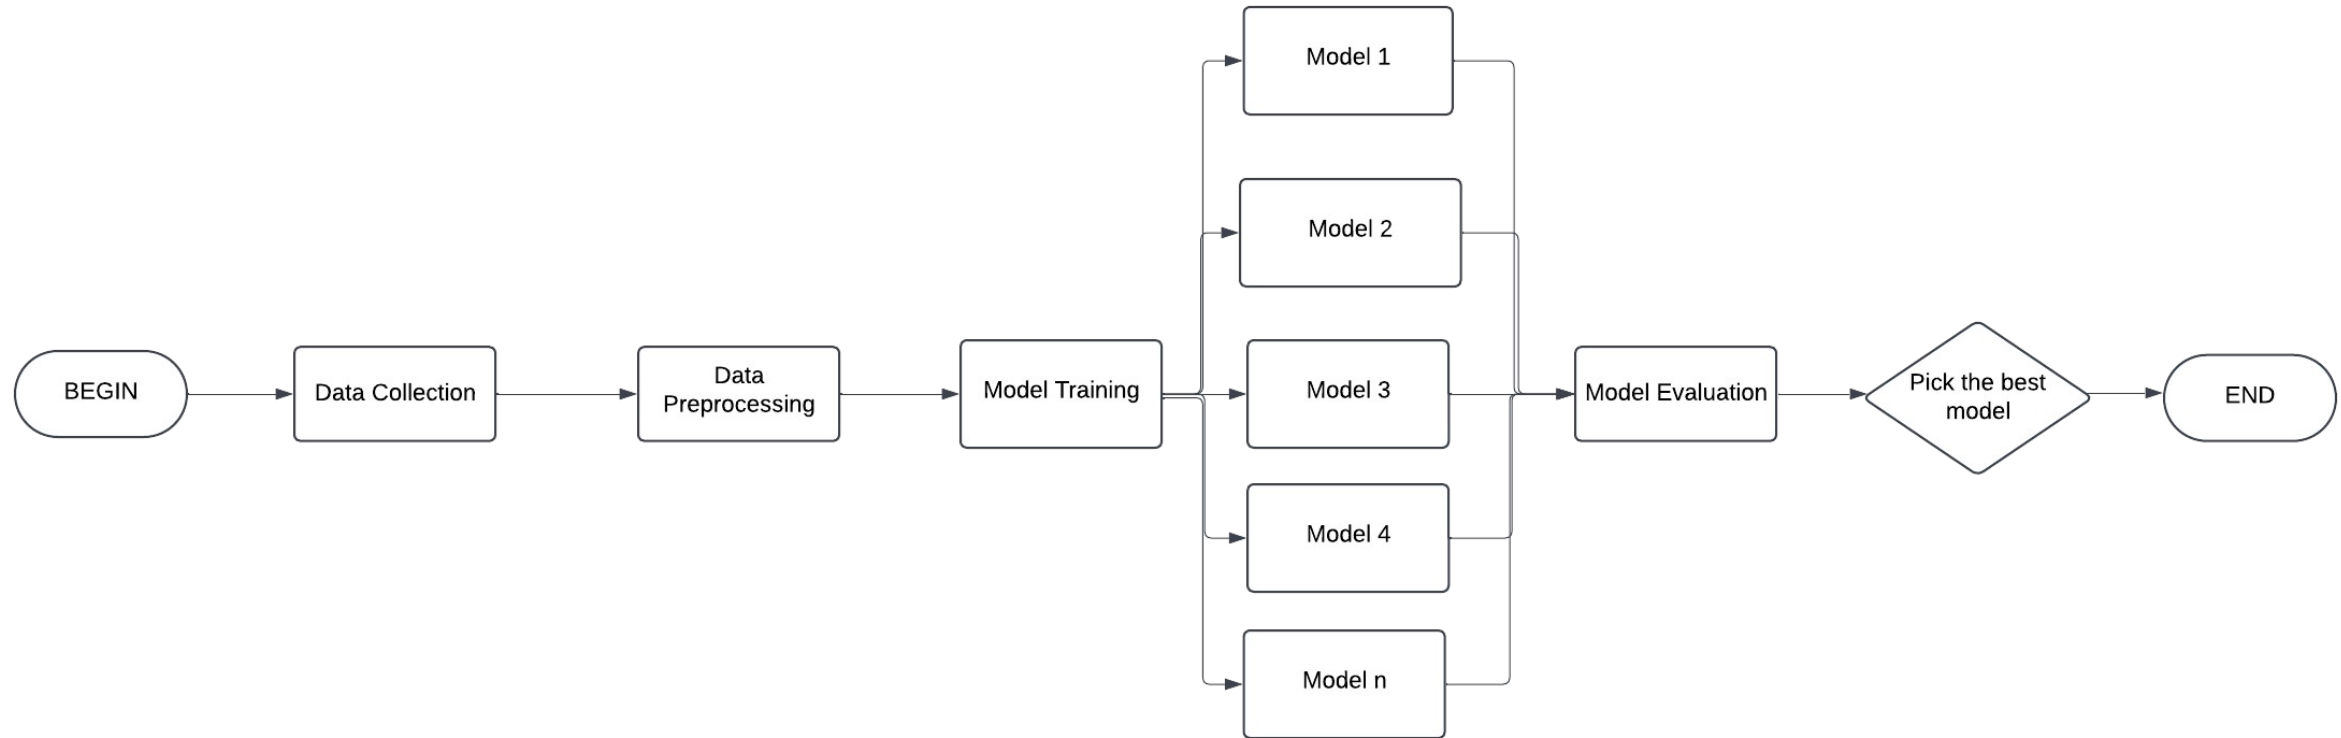 BEGIN
Data Collection
Data
Preprocessing
Model Training
Model 1
Model 2
Model 3
Model 4
Model n
Model Evaluation
Pick the best
model
END